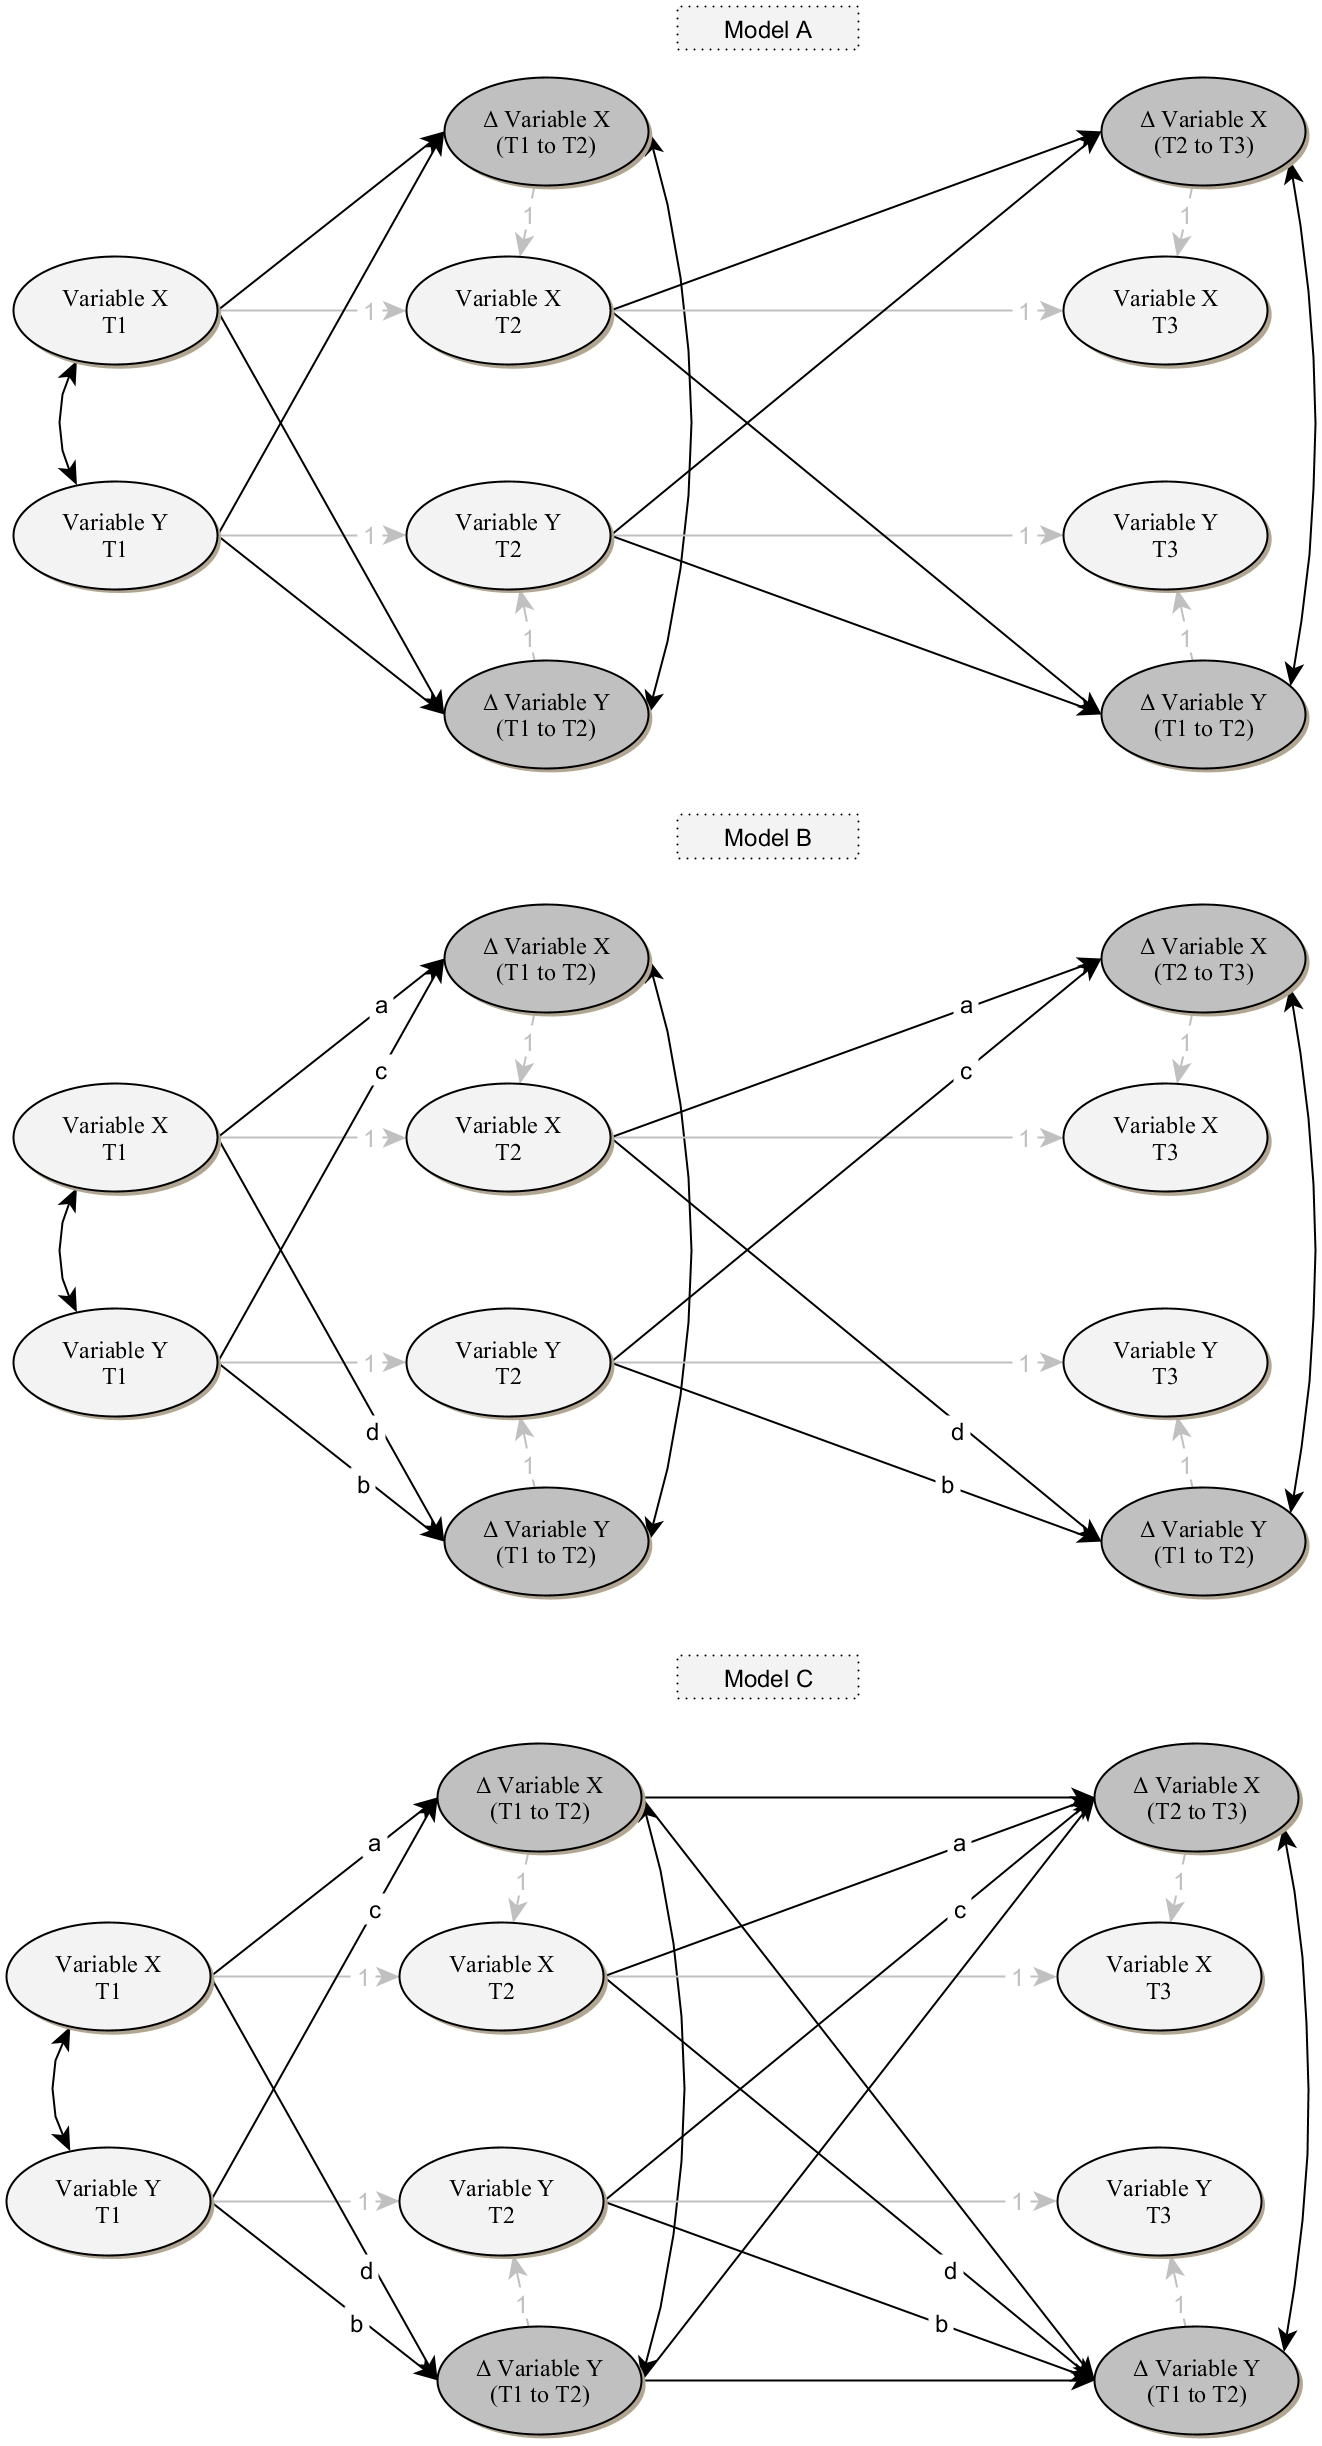 Model A
Δ Variable X
(T1 to T2)
Δ Variable X
(T2 to T3)
1
1
Variable X
T1
1
Variable X
T2
1
Variable X
T3
Variable Y
T1
1
Variable Y
T2
1
Variable Y
T3
1
1
Δ Variable Y
(T1 to T2)
Δ Variable Y
(T1 to T2)
Model B
Δ Variable X
(T1 to T2)
Δ Variable X
(T2 to T3)
a
a
1
1
c
c
Variable X
T1
1
Variable X
T2
1
Variable X
T3
Variable Y
T1
1
Variable Y
T2
1
Variable Y
T3
d
d
1
1
b
b
Δ Variable Y
(T1 to T2)
Δ Variable Y
(T1 to T2)
Model C
Δ Variable X
(T1 to T2)
Δ Variable X
(T2 to T3)
a
a
1
1
c
c
Variable X
T1
1
Variable X
T2
1
Variable X
T3
Variable Y
T1
1
Variable Y
T2
1
Variable Y
T3
d
d
1
1
b
b
Δ Variable Y
(T1 to T2)
Δ Variable Y
(T1 to T2)